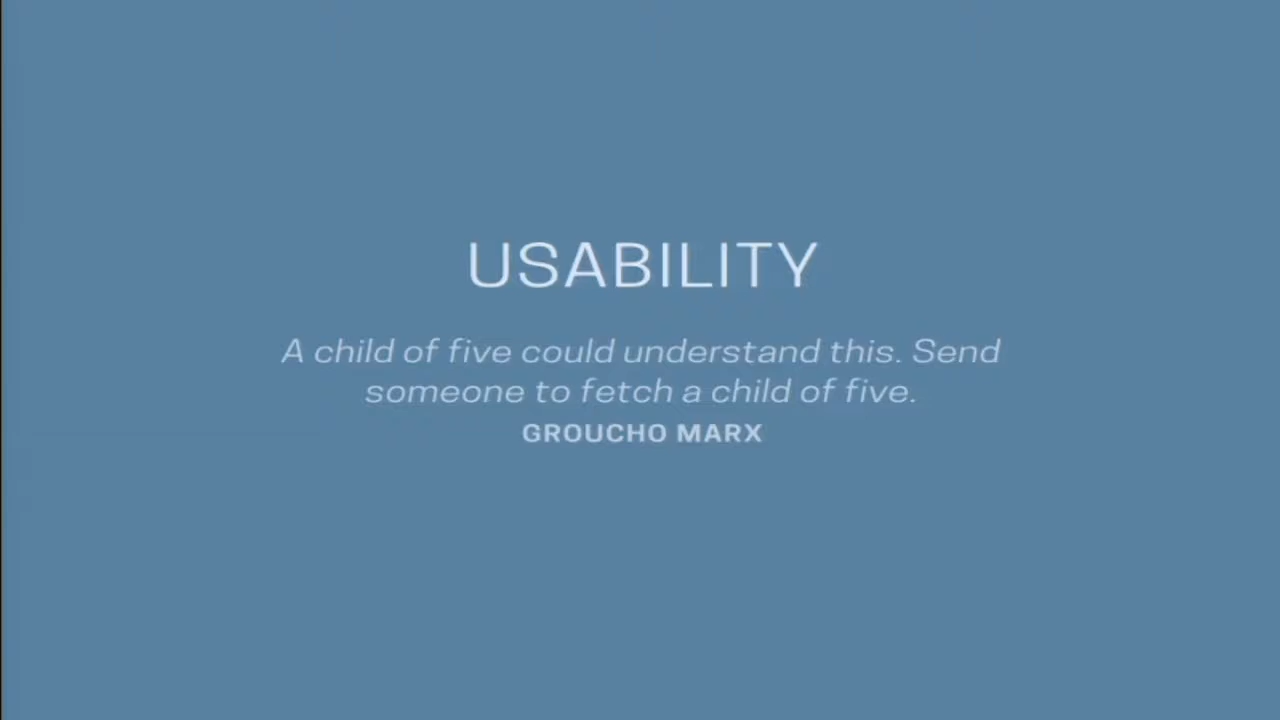 USABILITY
A child of five could understand this. Send
someone to fetch a child of five.
GROUCHO MARX